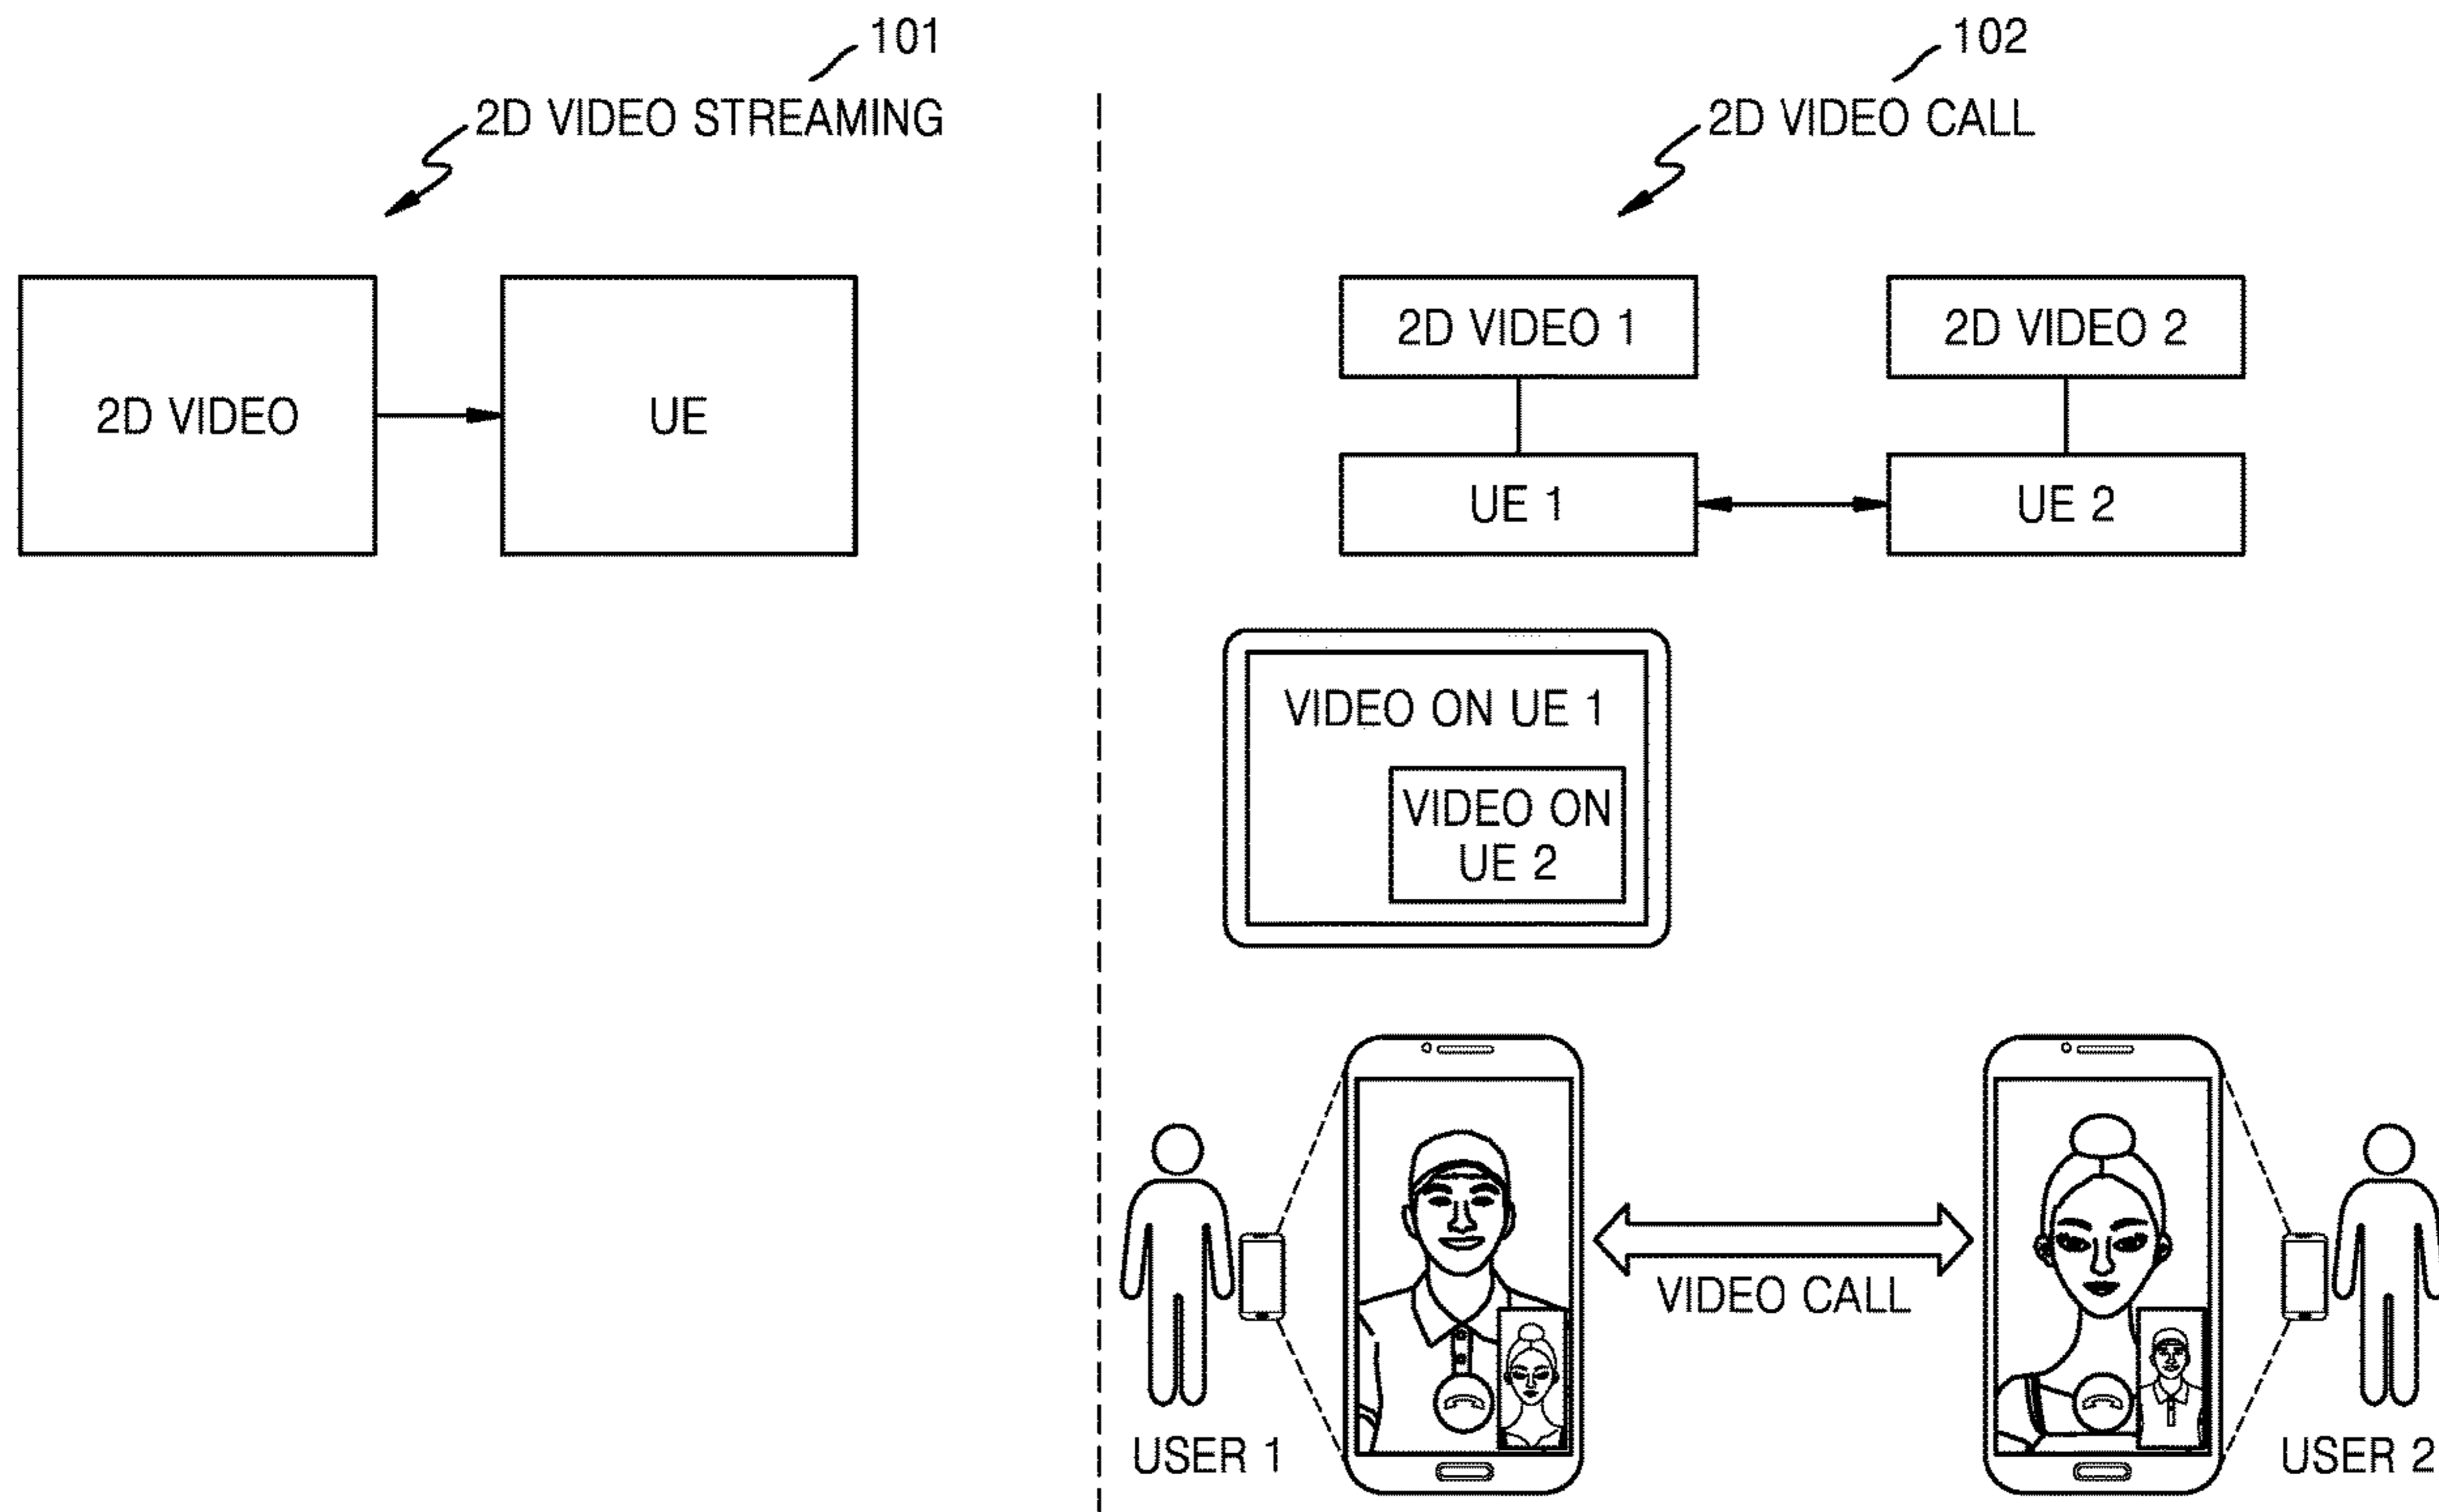 101
2D VIDEO STREAMING
2D VIDEO
UE
102
2D VIDEO CALL
2D VIDEO 1
2D VIDEO 2
UE 1
UE 2
VIDEO ON UE 1
VIDEO ON
UE 2
VIDEO CALL
USER 1
USER 2